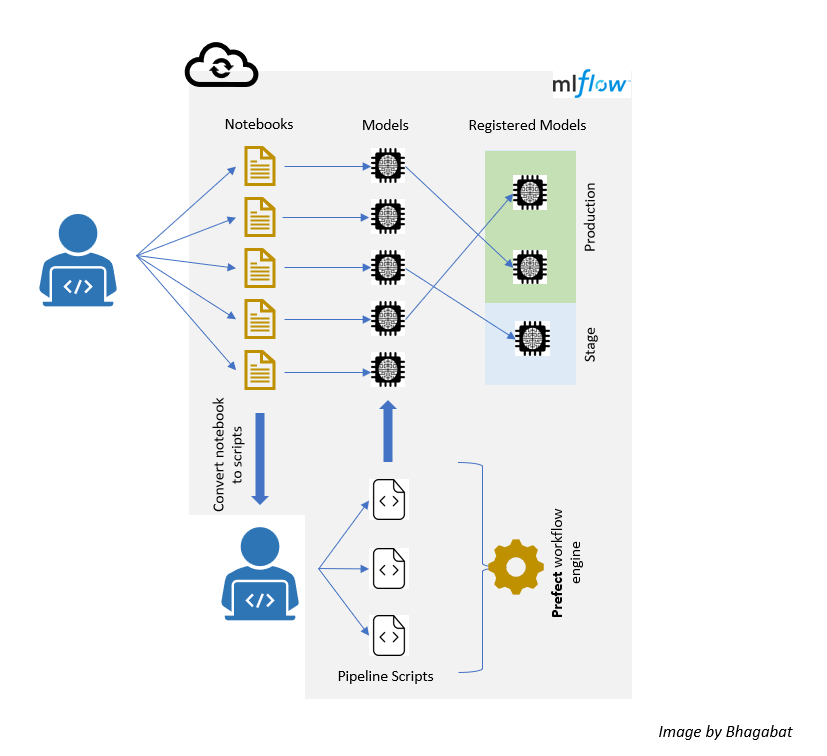 mlflow
Notebooks
Models
Registered Models
Production
Stage
Convert notebook
to scripts
Prefect workflow
engine
Pipeline Scripts
Image by Bhagabat